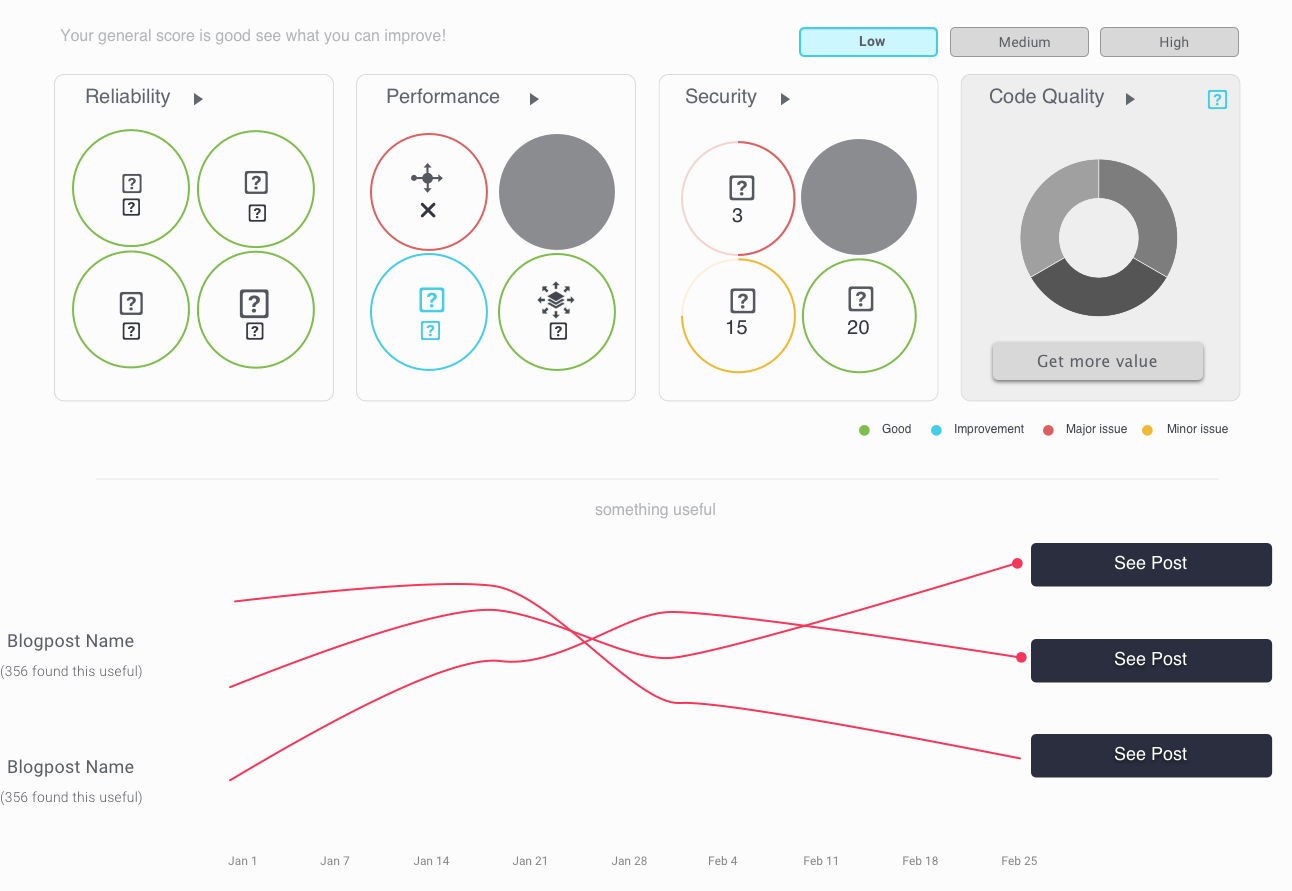 Your general score is good see what you can improve!
Low
Medium
High
Reliability
Performance
Security
Code Quality
?
?
?
?
?
3
?
?
?
?
?
?
?
?
?
?
15
?
20
?
Get more value
Good
Improvement
Major issue
Minor issue
something useful
See Post
Blogpost Name
(356 found this useful)
See Post
See Post
Blogpost Name
(356 found this useful)
Jan 1
Jan 7
Jan 14
Jan 21
Jan 28
Feb 4
Feb 11
Feb 18
Feb 25